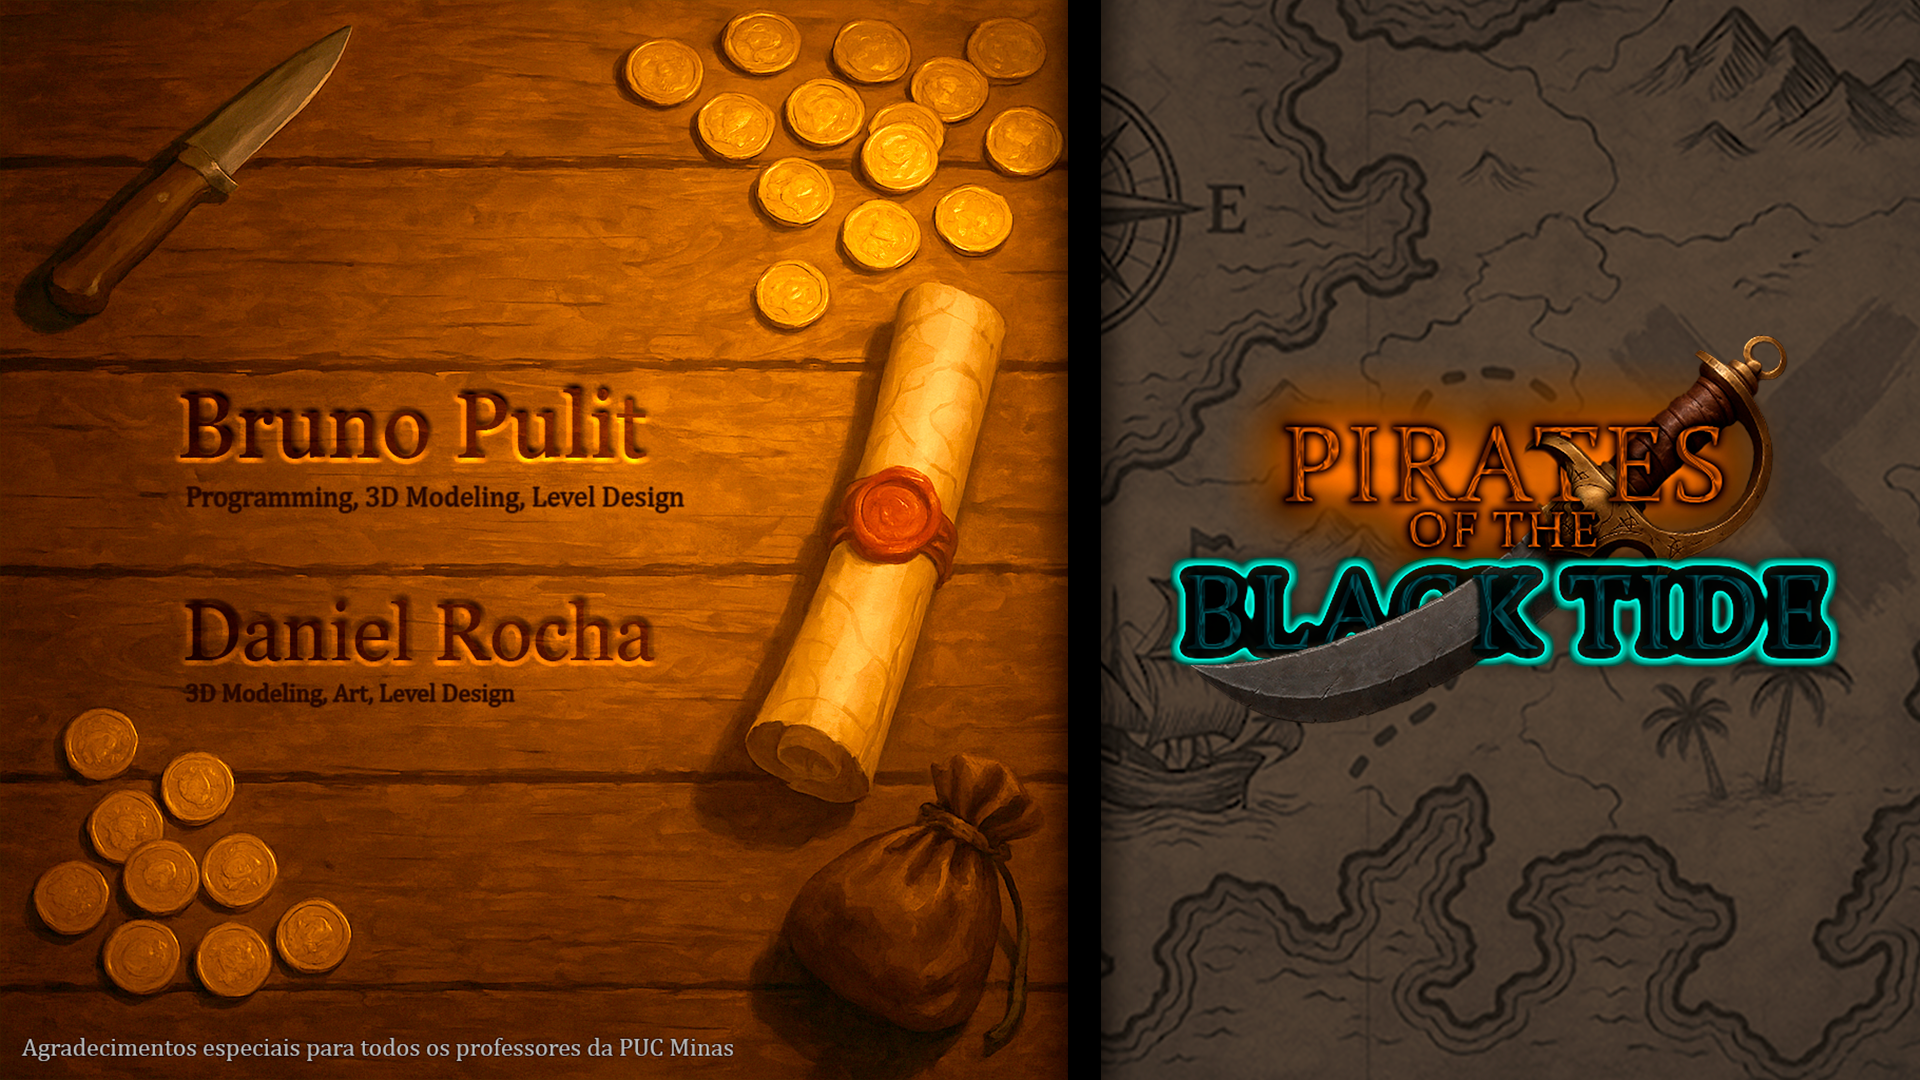 Bruno Pulit
Programming, 3D Modeling, Level Design
Daniel Rocha
3D Modeling, Art, Level Design
Agradecimentos especiais para todos os professores da PUC Minas
E
PIRATES
OF THE
BLACK TIDE